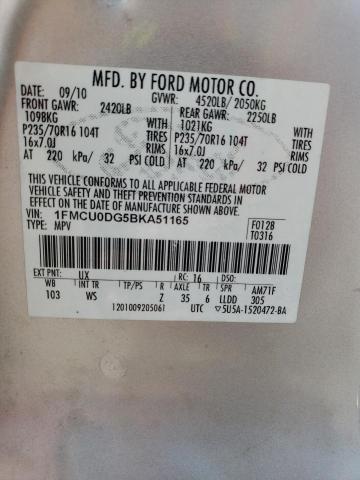 MFD. BY FORD MOTOR CO.
DATE: 09/10 GVWR: 4520LB/ 2050KG
FRONT GAWR: 2420LB REAR GAWR: 2250LB
1098KG WITH 1021KG WITH
P235/70R16 104T TIRES P235/70R16 104T TIRES
16x7.0J RIMS 16x7.0J RIMS
AT 220 kPa/ 32 PSI COLD AT 220 kPa/ 32 PSI COLD
THIS VEHICLE CONFORMS TO ALL APPLICABLE FEDERAL MOTOR
VEHICLE SAFETY AND BUMPER AND THEFT PREVENTION STANDARDS IN
EFFECT ON THE DATE OF MANUFACTURE SHOWN ABOVE.
VIN: 1FMCU0DG5BKA51165 F0128
TYPE: MPV T0316
EXT PNT: UX RC: 16 DSO:
WB INT TR TP/PS R AXLE TR SPR AM71F
103 WS Z 35 6 LLDD 305
1201009205061 UTC 5U5A-1520472-BA